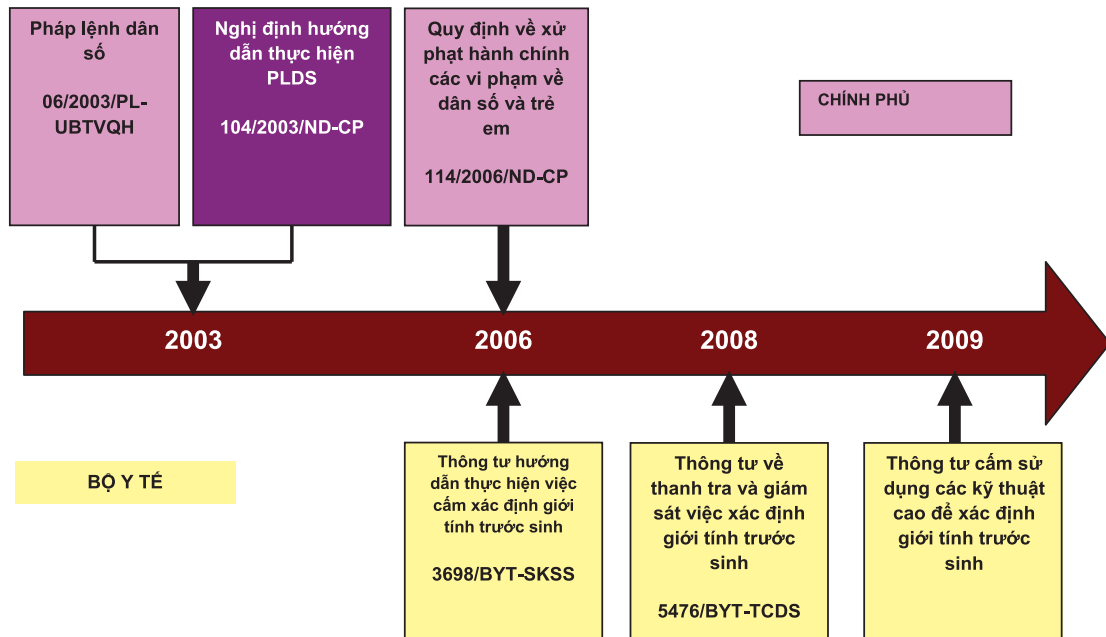 Pháp lệnh dân
số
06/2003/PL-
UBTVQH
Nghị định hướng
dẫn thực hiện
PLDS
104/2003/ND-CP
Quy định về xử
phạt hành chính
các vi phạm về
dân số và trẻ
em
114/2006/ND-CP
CHÍNH PHỦ
2003
2006
2008
2009
BỘ Y TẾ
Thông tư hướng
dẫn thực hiện việc
cấm xác định giới
tính trước sinh
3698/BYT-SKSS
Thông tư về
thanh tra và giám
sát việc xác định
giới tính trước
sinh
5476/BYT-TCDS
Thông tư cấm sử
dụng các kỹ thuật
cao để xác định
giới tính trước
sinh